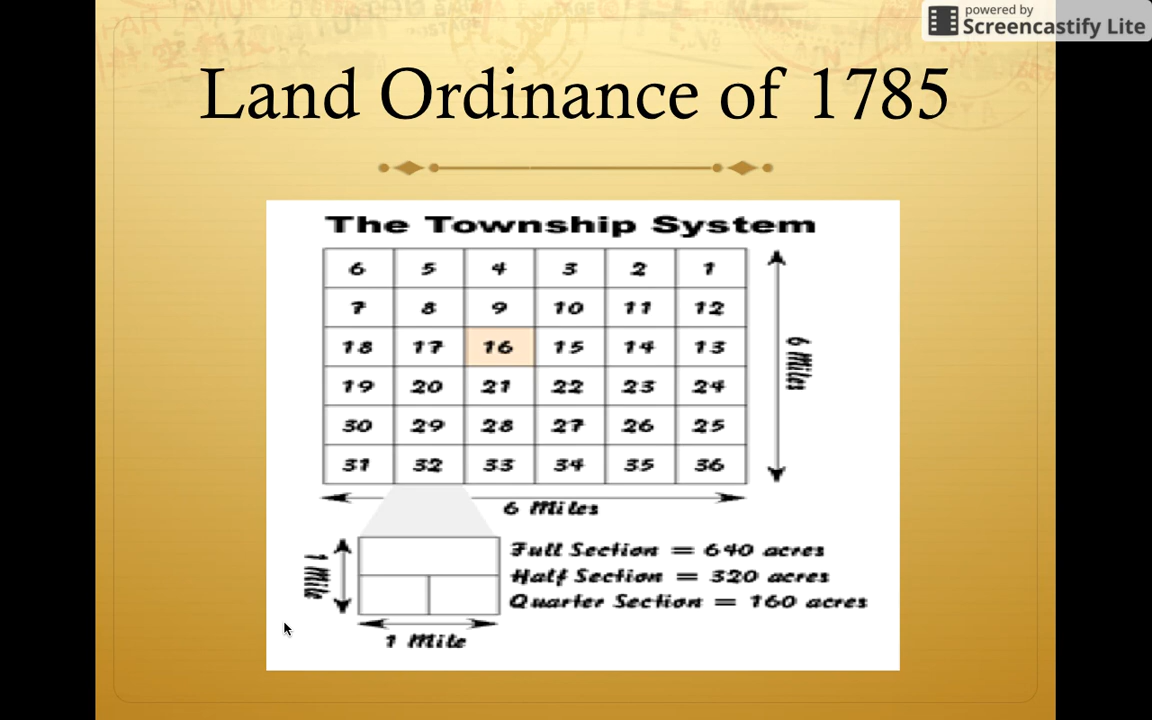 powered by
Screencastify Lite
Land Ordinance of 1785
The Township System
6 5 4 3 2 1
7 8 9 10 11 12
18 17 16 15 14 13
19 20 21 22 23 24
30 29 28 27 26 25
31 32 33 34 35 36
6 Miles
6 Miles
1 Mile
Full Section = 640 acres
Half Section = 320 acres
Quarter Section = 160 acres
1 Mile